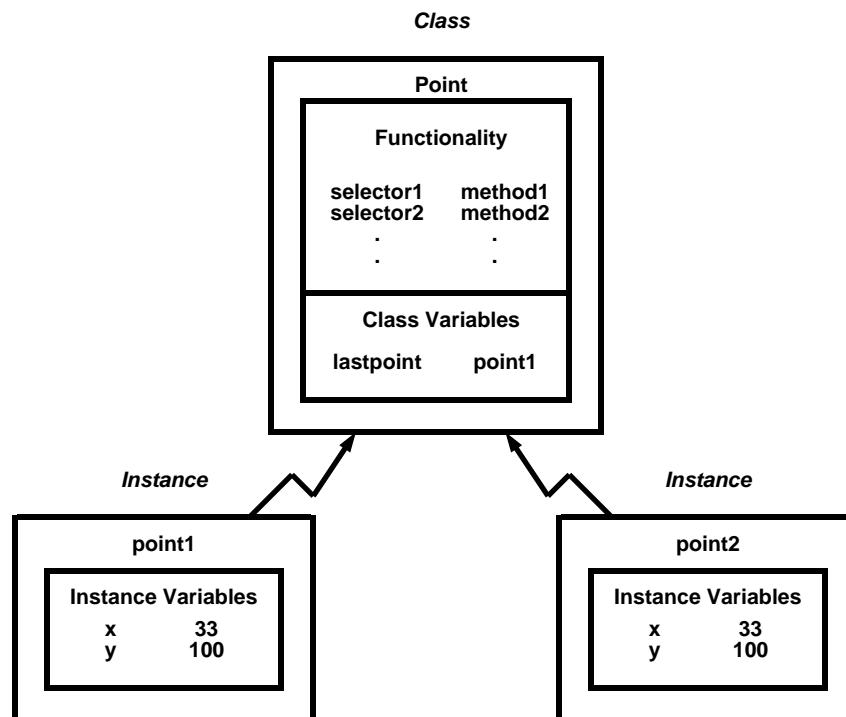 Class
Point
Functionality
selector1 method1
selector2 method2
. .
. .
Class Variables
lastpoint point1
Instance
Instance
point1
Instance Variables
x 33
y 100
point2
Instance Variables
x 33
y 100